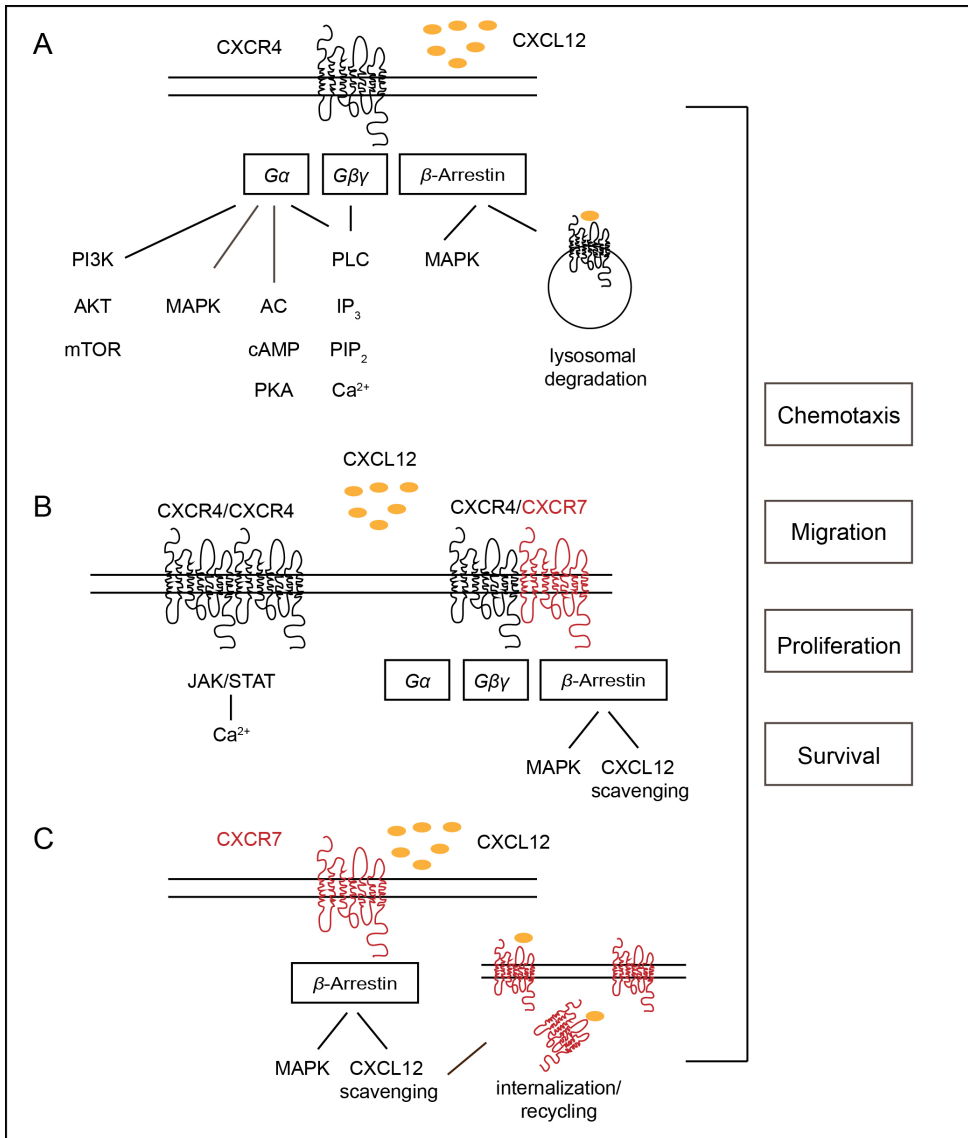 A
CXCR4
CXCL12
Gα
Gβγ
β-Arrestin
PI3K
AKT
mTOR
MAPK
AC
cAMP
PKA
PLC
IP₃
PIP₂
Ca²⁺
MAPK
lysosomal
degradation
B
CXCL12
CXCR4/CXCR4
CXCR4/CXCR7
JAK/STAT
Ca²⁺
Gα
Gβγ
β-Arrestin
MAPK
CXCL12
scavenging
C
CXCR7
CXCL12
β-Arrestin
MAPK
CXCL12
scavenging
internalization/
recycling
Chemotaxis
Migration
Proliferation
Survival